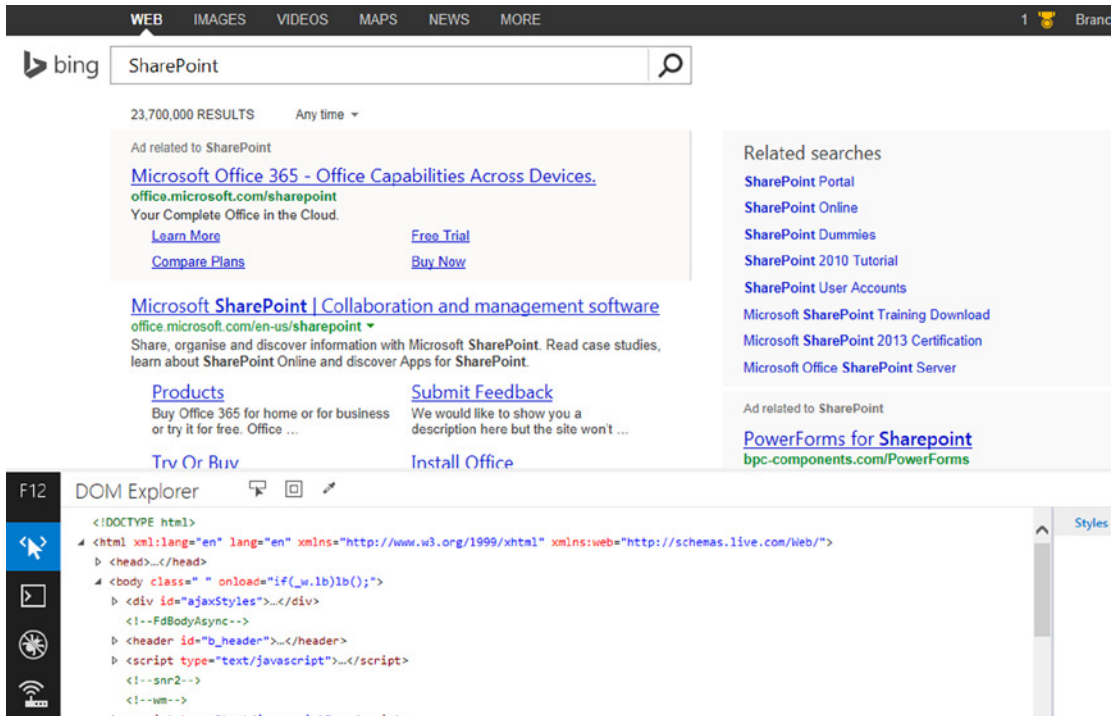 WEB IMAGES VIDEOS MAPS NEWS MORE 1 Branc
bing SharePoint
23,700,000 RESULTS Any time
Ad related to SharePoint
Microsoft Office 365 - Office Capabilities Across Devices.
office.microsoft.com/sharepoint
Your Complete Office in the Cloud.
Learn More Free Trial
Compare Plans Buy Now
Microsoft SharePoint | Collaboration and management software
office.microsoft.com/en-us/sharepoint
Share, organise and discover information with Microsoft SharePoint. Read case studies,
learn about SharePoint Online and discover Apps for SharePoint.
Products
Buy Office 365 for home or for business
or try it for free. Office ...
Submit Feedback
We would like to show you a
description here but the site won't ...
Try Or Buy Install Office
Related searches
SharePoint Portal
SharePoint Online
SharePoint Dummies
SharePoint 2010 Tutorial
SharePoint User Accounts
Microsoft SharePoint Training Download
Microsoft SharePoint 2013 Certification
Microsoft Office SharePoint Server
Ad related to SharePoint
PowerForms for Sharepoint
bpc-components.com/PowerForms
F12 DOM Explorer
Styles
<!DOCTYPE html>
<html xml:lang="en" lang="en" xmlns="http://www.w3.org/1999/xhtml" xmlns:web="http://schemas.live.com/Web/">
<head>…</head>
<body class=" " onload="if(_w.lb)lb();">
<div id="ajaxStyles">…</div>
<!--FdBodyAsync-->
<header id="b_header">…</header>
<script type="text/javascript">…</script>
<!--snr2-->
<!--wm-->